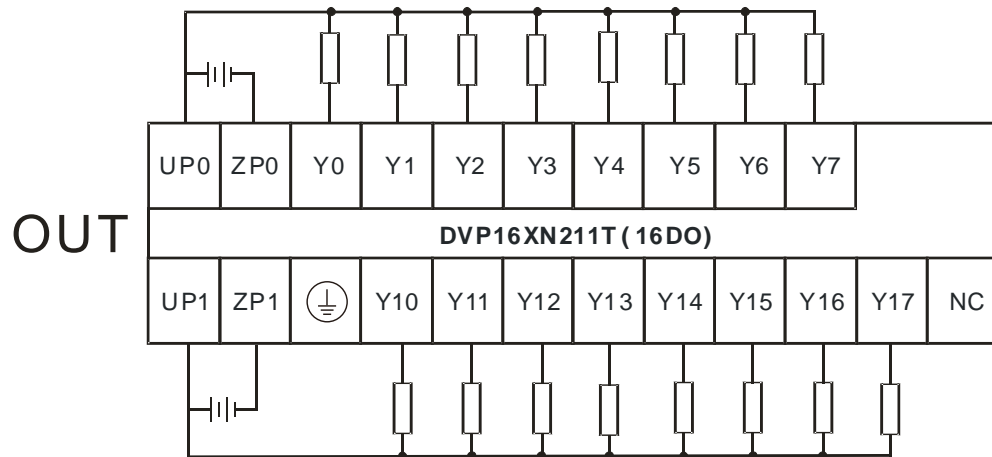 UP0 ZP0 Y0 Y1 Y2 Y3 Y4 Y5 Y6 Y7
OUT
DVP16XN211T (16DO)
UP1 ZP1 Y10 Y11 Y12 Y13 Y14 Y15 Y16 Y17 NC